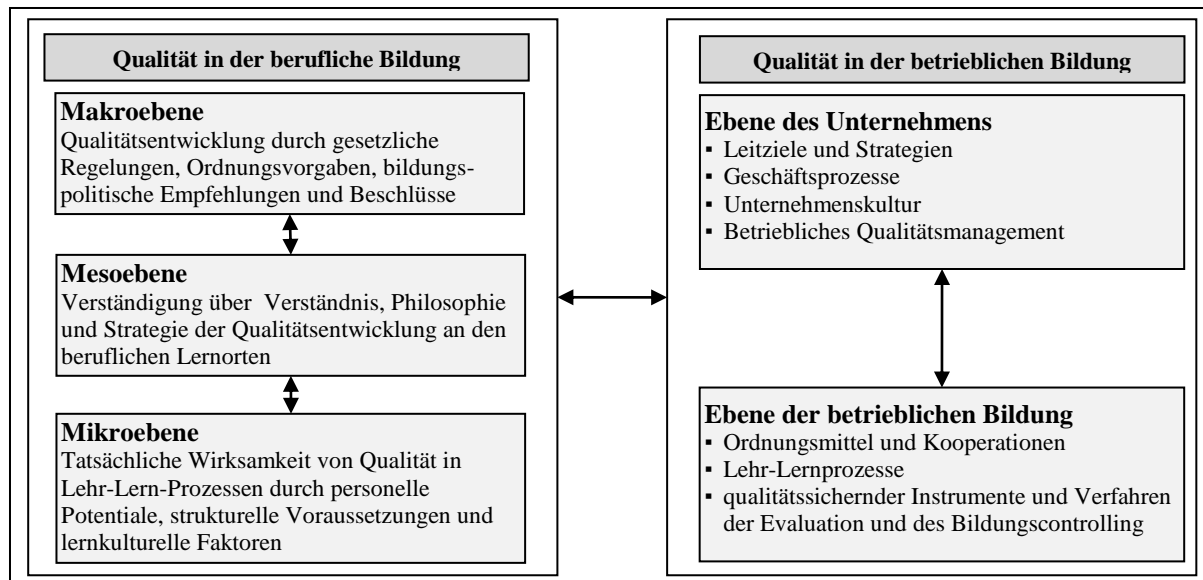 Qualität in der berufliche Bildung
Makroebene
Qualitätsentwicklung durch gesetzliche
Regelungen, Ordnungsvorgaben, bildungs-
politische Empfehlungen und Beschlüsse
Mesoebene
Verständigung über  Verständnis, Philosophie
und Strategie der Qualitätsentwicklung an den
beruflichen Lernorten
Mikroebene
Tatsächliche Wirksamkeit von Qualität in
Lehr-Lern-Prozessen durch personelle
Potentiale, strukturelle Voraussetzungen und
lernkulturelle Faktoren
Qualität in der betrieblichen Bildung
Ebene des Unternehmens
▪ Leitziele und Strategien
▪ Geschäftsprozesse
▪ Unternehmenskultur
▪ Betriebliches Qualitätsmanagement
Ebene der betrieblichen Bildung
▪ Ordnungsmittel und Kooperationen
▪ Lehr-Lernprozesse
▪ qualitätssichernder Instrumente und Verfahren
der Evaluation und des Bildungscontrolling